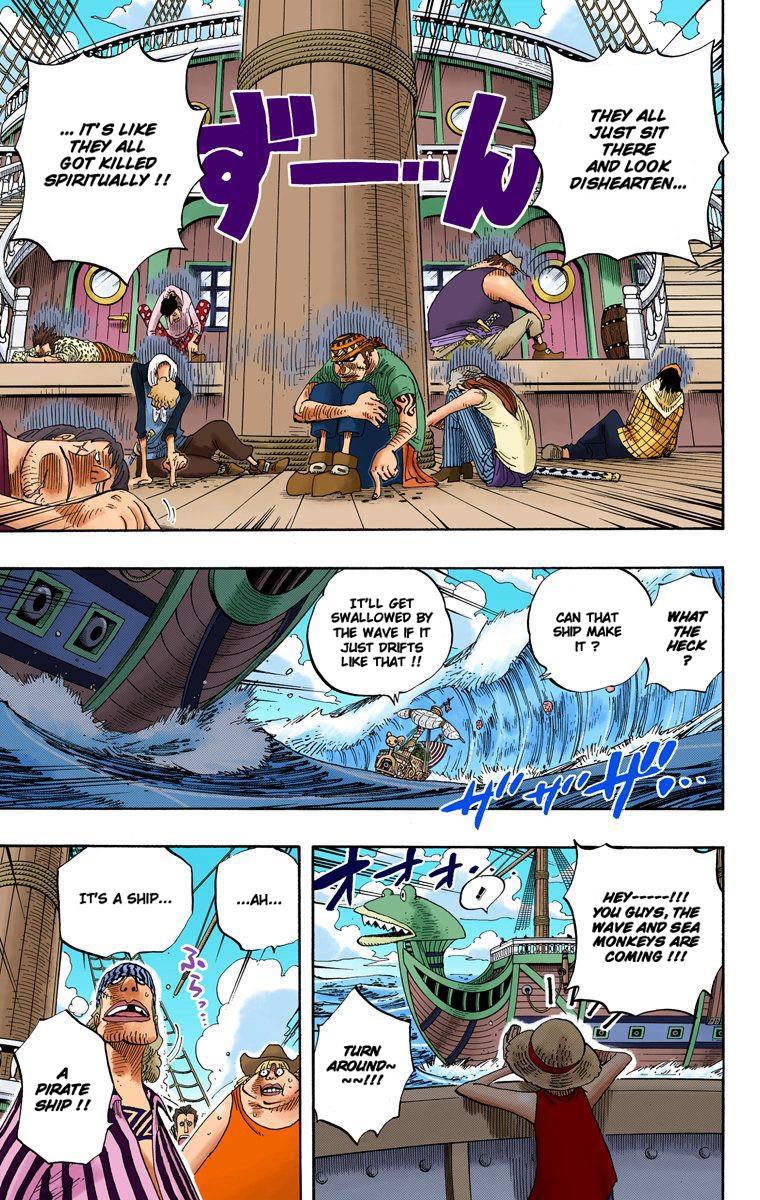 THEY ALL
JUST SIT
THERE
AND LOOK
DISHEARTEN...
... IT'S LIKE
THEY ALL
GOT KILLED
SPIRITUALLY !!
ずーーん
WHAT
THE
HECK
?
CAN THAT
SHIP MAKE
IT ?
IT'LL GET
SWALLOWED BY
THE WAVE IF IT
JUST DRIFTS
LIKE THAT !!
ザザザ!!...
HEY-----!!!
YOU GUYS, THE
WAVE AND SEA
MONKEYS ARE
COMING !!!
!
オオオ...
TURN
AROUND~
~~!!!
...AH...
IT'S A SHIP...
ふらっ...
A
PIRATE
SHIP !!